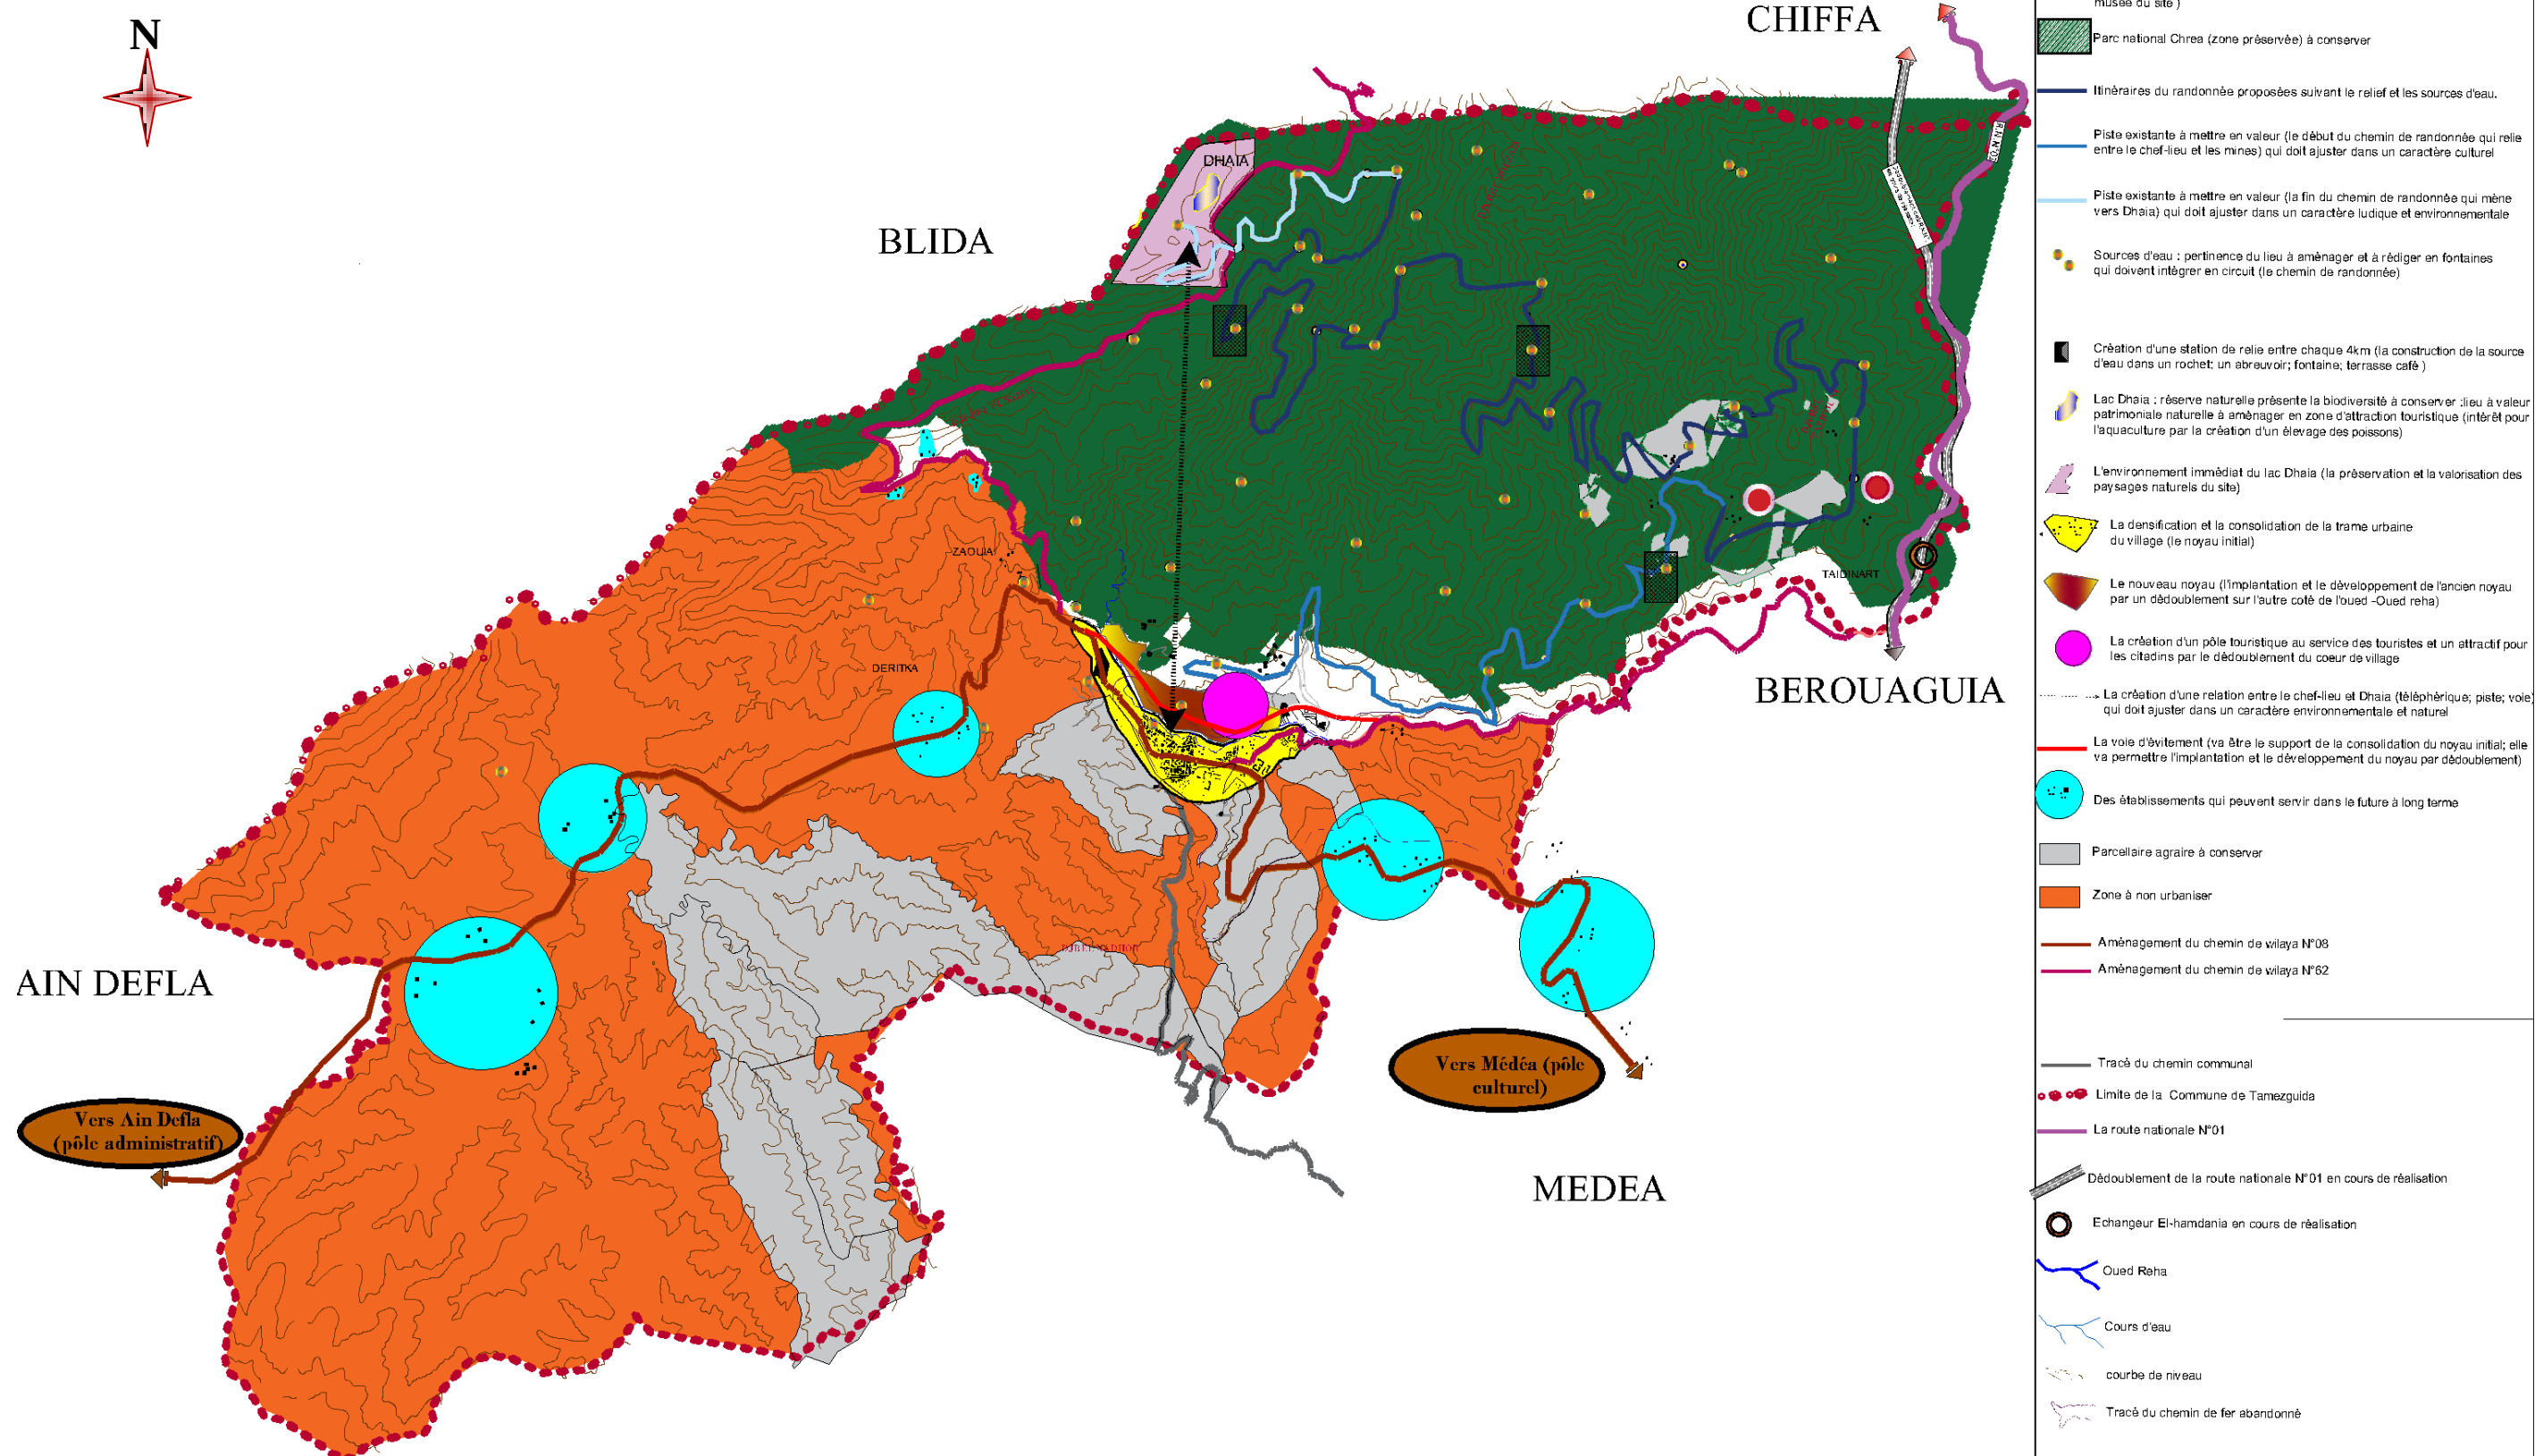 N
CHIFFA
DHAIA
BLIDA
R.N N°01
ZAOUIA
DERITKA
TAIDINART
BEROUAGUIA
AIN DEFLA
Vers Médéa (pôle
culturel)
Vers Ain Defla
(pôle administratif)
MEDEA
musée du site )
Parc national Chrea (zone préservée) à conserver
Itinéraires du randonnée proposées suivant le relief et les sources d'eau.
Piste existante à mettre en valeur (le début du chemin de randonnée qui relie
entre le chef-lieu et les mines) qui doit ajuster dans un caractère culturel
Piste existante à mettre en valeur (la fin du chemin de randonnée qui mène
vers Dhaia) qui doit ajuster dans un caractère ludique et environnementale
Sources d'eau : pertinence du lieu à aménager et à rédiger en fontaines
qui doivent intégrer en circuit (le chemin de randonnée)
Création d'une station de relie entre chaque 4km (la construction de la source
d'eau dans un rochet; un abreuvoir; fontaine; terrasse café )
Lac Dhaia : réserve naturelle présente la biodiversité à conserver :lieu à valeur
patrimoniale naturelle à aménager en zone d'attraction touristique (intérêt pour
l'aquaculture par la création d'un élevage des poissons)
L'environnement immédiat du lac Dhaia (la préservation et la valorisation des
paysages naturels du site)
La densification et la consolidation de la trame urbaine
du village (le noyau initial)
Le nouveau noyau (l'implantation et le développement de l'ancien noyau
par un dédoublement sur l'autre coté de l'oued -Oued reha)
La création d'un pôle touristique au service des touristes et un attractif pour
les citadins par le dédoublement du coeur de village
La création d'une relation entre le chef-lieu et Dhaia (téléphérique; piste; voie)
qui doit ajuster dans un caractère environnementale et naturel
La voie d'évitement (va être le support de la consolidation du noyau initial; elle
va permettre l'implantation et le développement du noyau par dédoublement)
Des établissements qui peuvent servir dans le future à long terme
Parcellaire agraire à conserver
Zone à non urbaniser
Aménagement du chemin de wilaya N°08
Aménagement du chemin de wilaya N°62
Tracé du chemin communal
Limite de la Commune de Tamezguida
La route nationale N°01
Dédoublement de la route nationale N°01 en cours de réalisation
Echangeur El-hamdania en cours de réalisation
Oued Reha
Cours d'eau
courbe de niveau
Tracé du chemin de fer abandonné